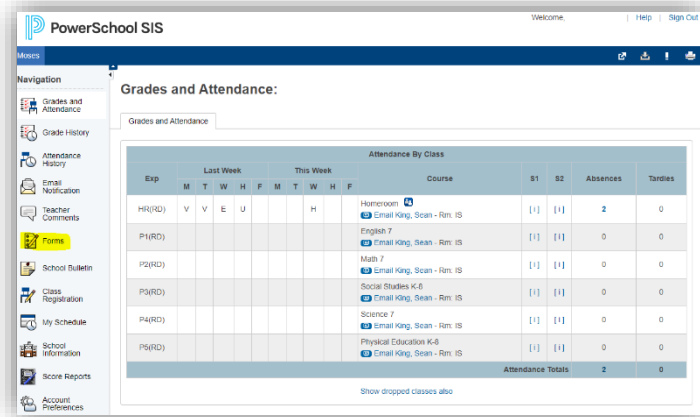 PowerSchool SIS
Welcome, | Help | Sign Out
Moses
Navigation
Grades and Attendance
Grade History
Attendance History
Email Notification
Teacher Comments
Forms
School Bulletin
Class Registration
My Schedule
School Information
Score Reports
Account Preferences
Grades and Attendance:
Grades and Attendance
Attendance By Class
Exp Last Week This Week Course S1 S2 Absences Tardies
M T W H F M T W H F
HR(RD) V V E U H Homeroom [ i ] [ i ] 2 0
Email King, Sean - Rm: IS
P1(RD) English 7 [ i ] [ i ] 0 0
Email King, Sean - Rm: IS
P2(RD) Math 7 [ i ] [ i ] 0 0
Email King, Sean - Rm: IS
P3(RD) Social Studies K-8 [ i ] [ i ] 0 0
Email King, Sean - Rm: IS
P4(RD) Science 7 [ i ] [ i ] 0 0
Email King, Sean - Rm: IS
P5(RD) Physical Education K-8 [ i ] [ i ] 0 0
Email King, Sean - Rm: IS
Attendance Totals 2 0
Show dropped classes also